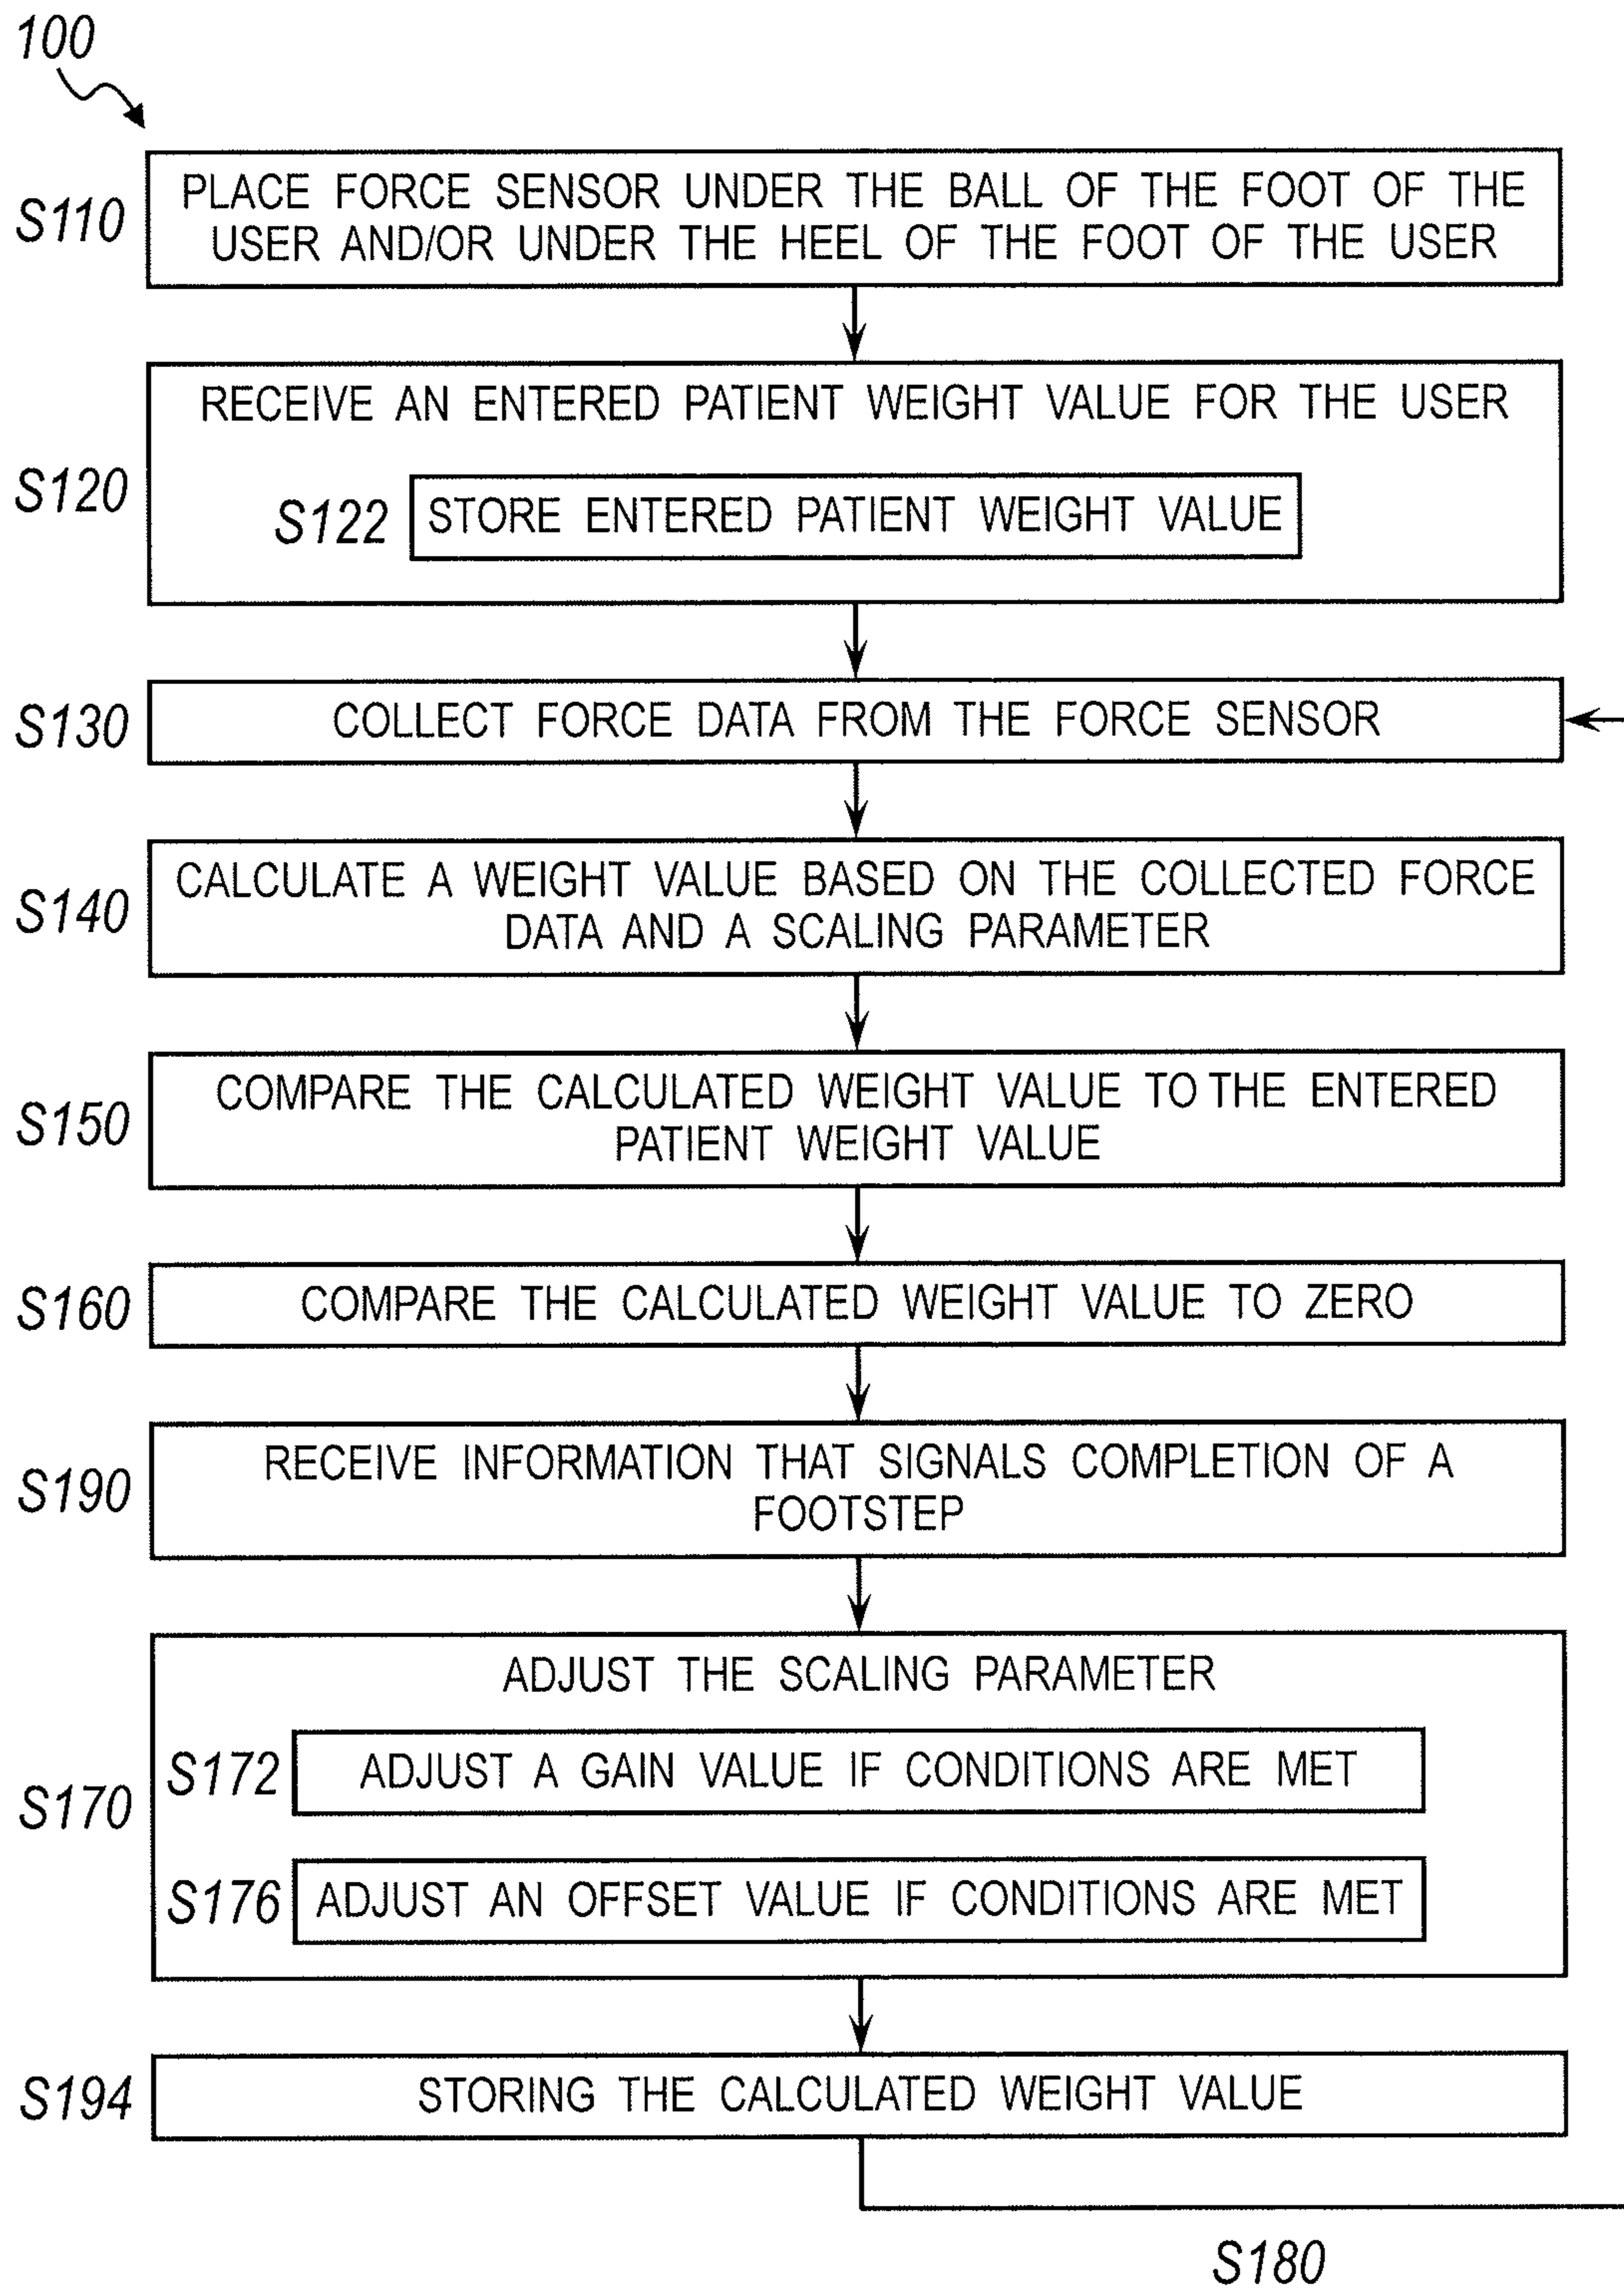 100
S110
PLACE FORCE SENSOR UNDER THE BALL OF THE FOOT OF THE
USER AND/OR UNDER THE HEEL OF THE FOOT OF THE USER
S120
RECEIVE AN ENTERED PATIENT WEIGHT VALUE FOR THE USER
S122
STORE ENTERED PATIENT WEIGHT VALUE
S130
COLLECT FORCE DATA FROM THE FORCE SENSOR
S140
CALCULATE A WEIGHT VALUE BASED ON THE COLLECTED FORCE
DATA AND A SCALING PARAMETER
S150
COMPARE THE CALCULATED WEIGHT VALUE TO THE ENTERED
PATIENT WEIGHT VALUE
S160
COMPARE THE CALCULATED WEIGHT VALUE TO ZERO
S190
RECEIVE INFORMATION THAT SIGNALS COMPLETION OF A
FOOTSTEP
S170
ADJUST THE SCALING PARAMETER
S172
ADJUST A GAIN VALUE IF CONDITIONS ARE MET
S176
ADJUST AN OFFSET VALUE IF CONDITIONS ARE MET
S194
STORING THE CALCULATED WEIGHT VALUE
S180